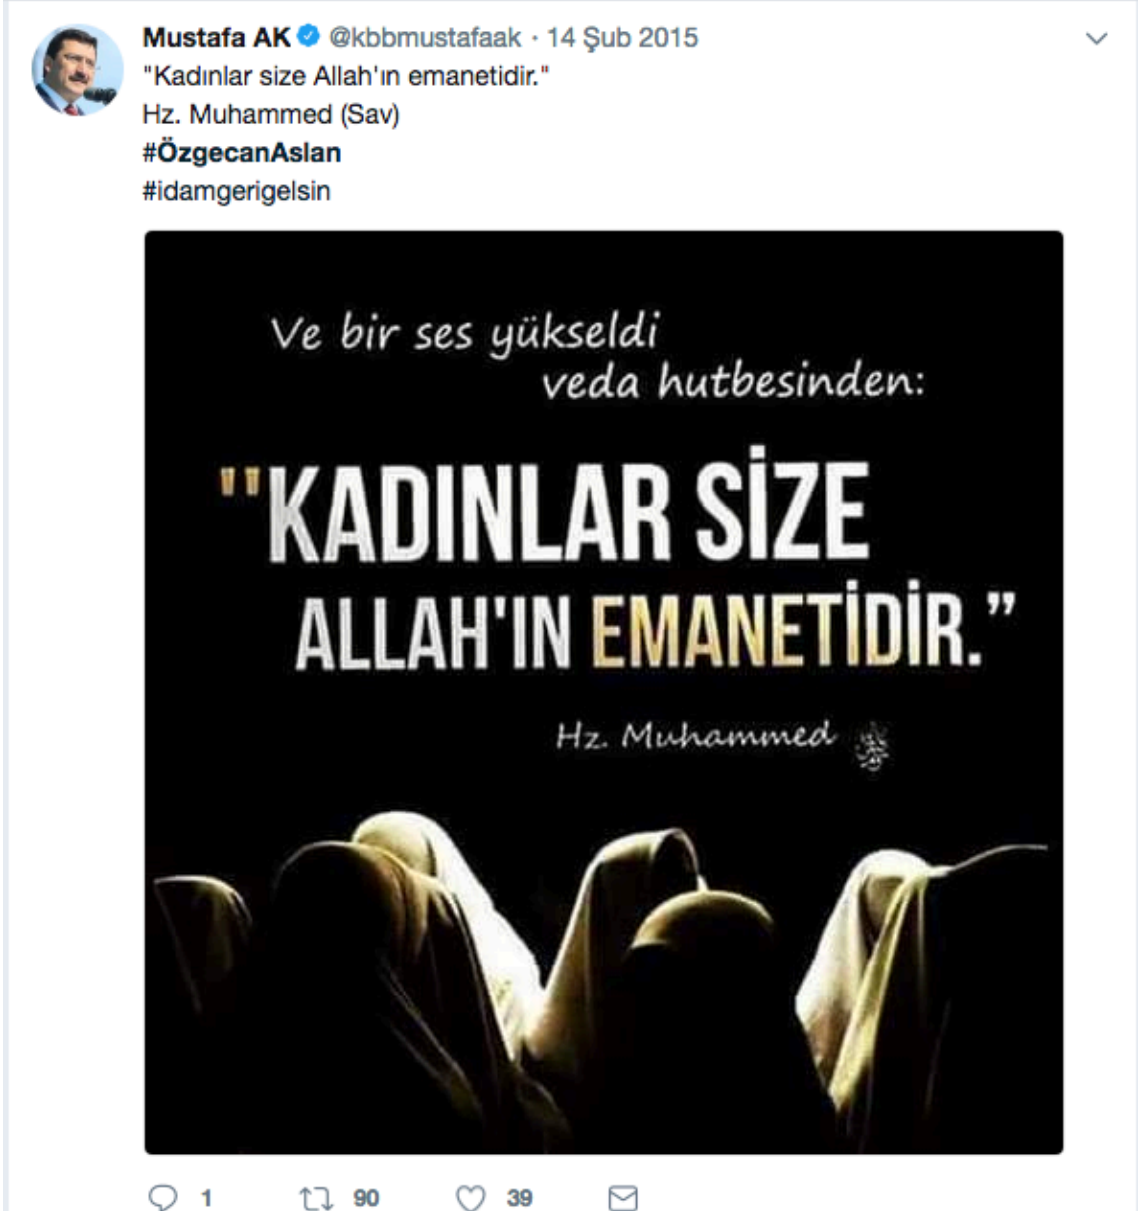 Mustafa AK @kbbmustafaak · 14 Şub 2015
"Kadınlar size Allah'ın emanetidir."
Hz. Muhammed (Sav)
#ÖzgecanAslan
#idamgerigelsin
Ve bir ses yükseldi
veda hutbesinden:
"KADINLAR SİZE
ALLAH'IN EMANETİDİR.”
Hz. Muhammed
1 90 39